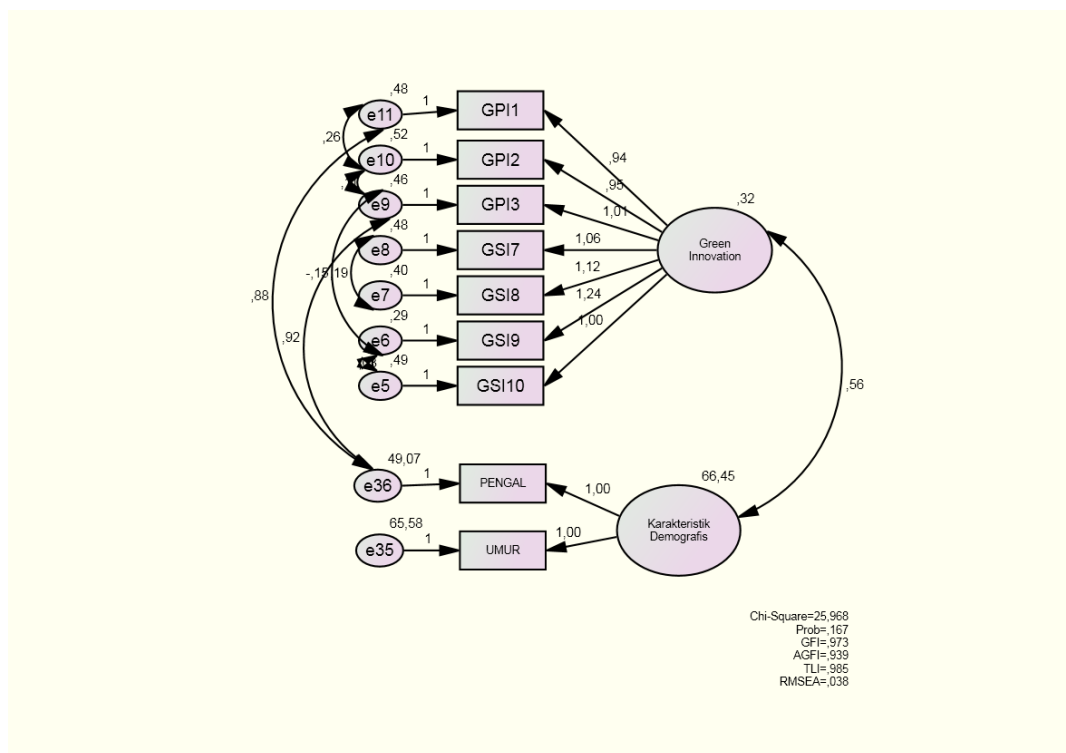 ,48
e11
1
GPI1
,94
,26
,52
e10
1
GPI2
,95
,46
e9
1
GPI3
1,01
,32
Green
Innovation
,48
e8
1
GSI7
1,06
-,15
,19
,40
e7
1
GSI8
1,12
,88
,29
e6
1
GSI9
1,24
,92
,49
e5
1
GSI10
1,00
,56
49,07
e36
1
PENGAL
1,00
66,45
Karakteristik
Demografis
65,58
e35
1
UMUR
1,00
Chi-Square=25,968
Prob=,167
GFI=,973
AGFI=,939
TLI=,985
RMSEA=,038